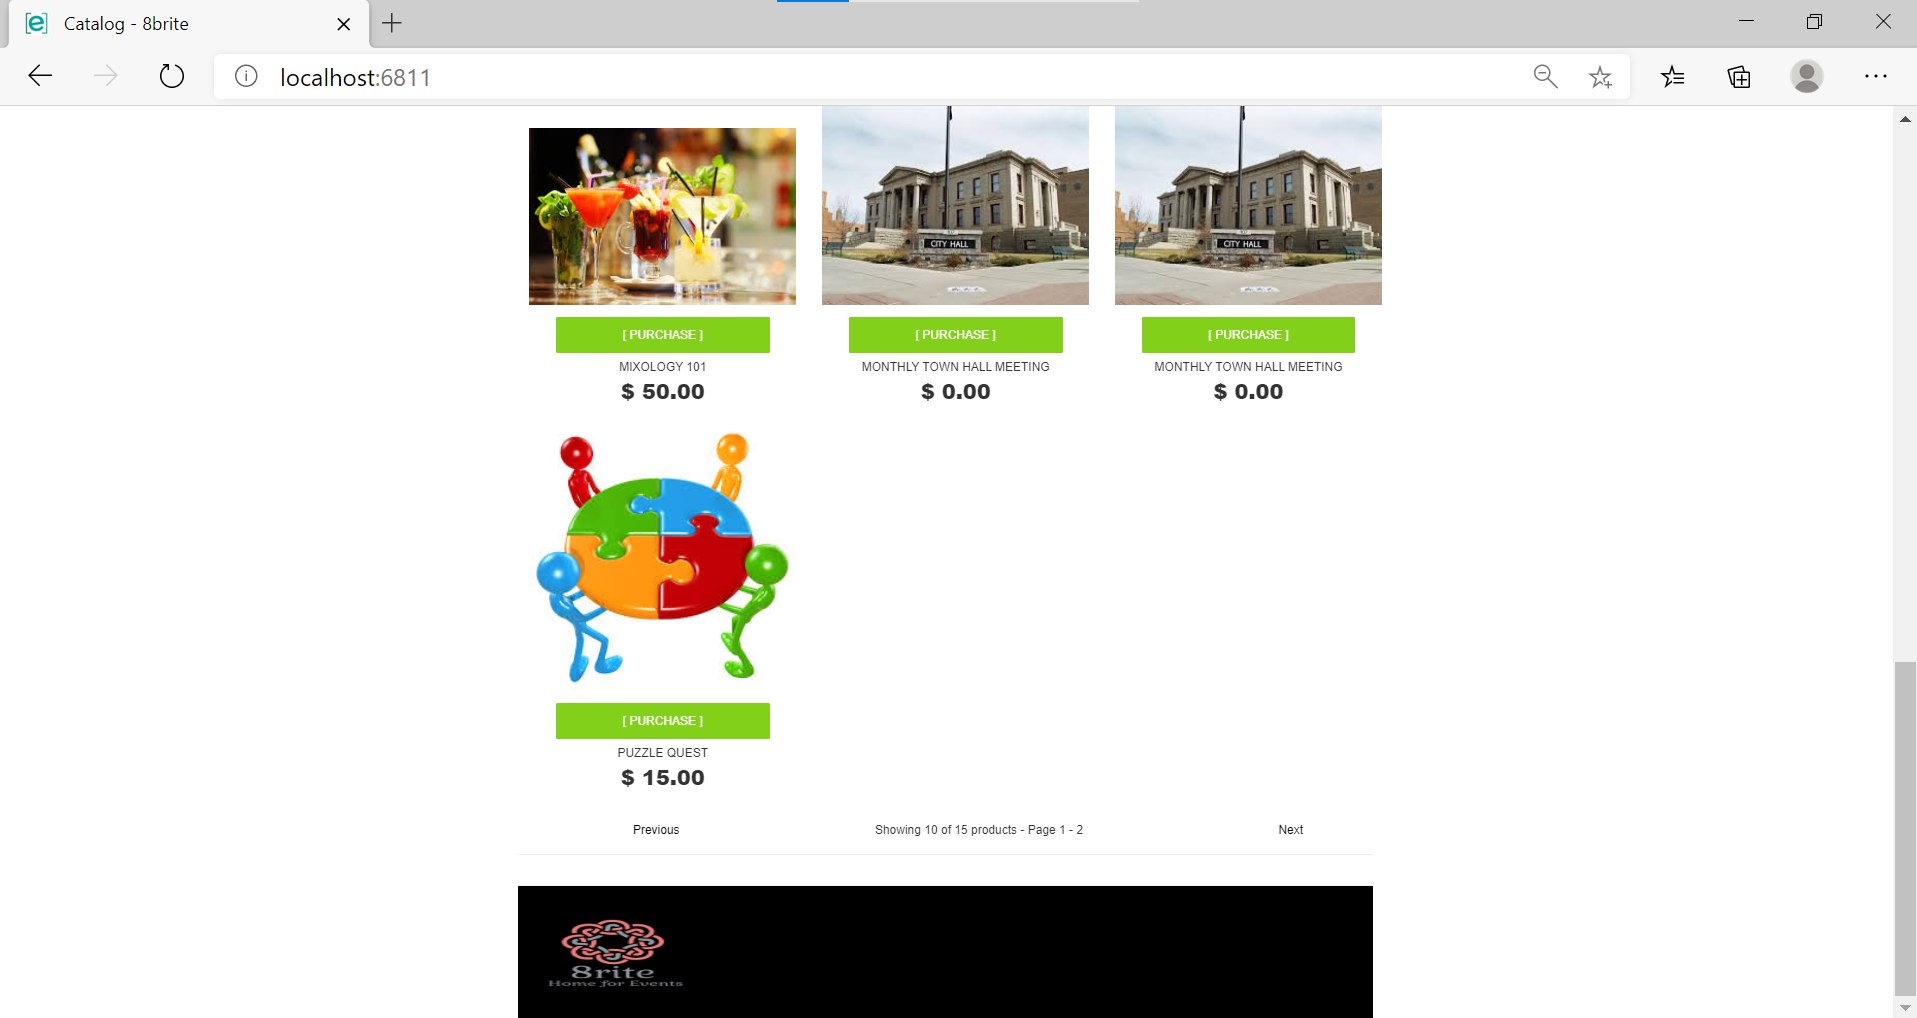 Catalog - 8brite
localhost:6811
CITY HALL
CITY HALL
[ PURCHASE ]
[ PURCHASE ]
[ PURCHASE ]
MIXOLOGY 101
MONTHLY TOWN HALL MEETING
MONTHLY TOWN HALL MEETING
$ 50.00
$ 0.00
$ 0.00
[ PURCHASE ]
PUZZLE QUEST
$ 15.00
Previous
Showing 10 of 15 products - Page 1 - 2
Next
8rite
Home for Events